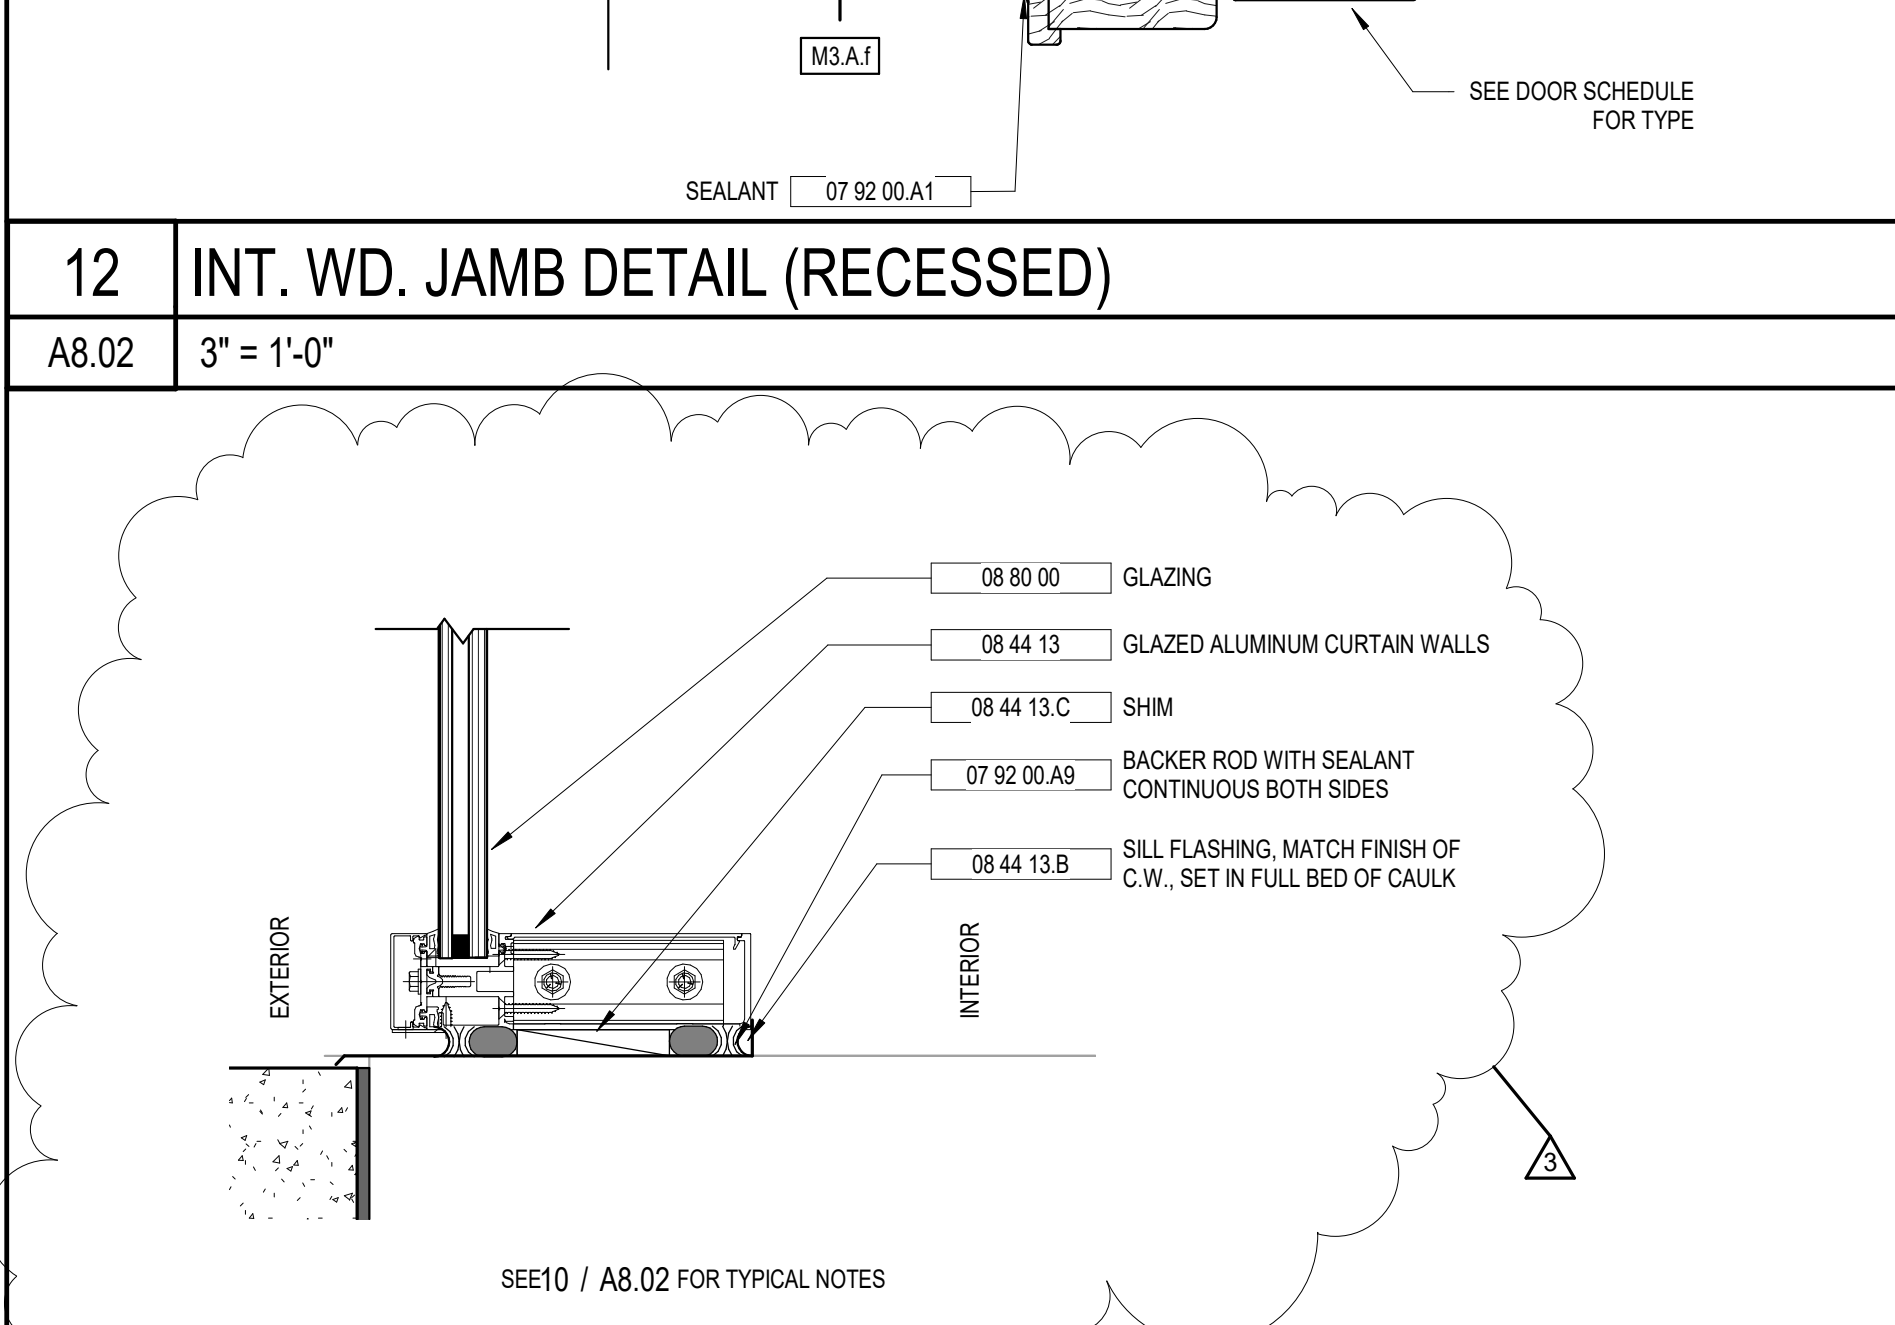 M3.A.f
SEE DOOR SCHEDULE
FOR TYPE
SEALANT 07 92 00.A1
12 INT. WD. JAMB DETAIL (RECESSED)
A8.02 3" = 1'-0"
08 80 00 GLAZING
08 44 13 GLAZED ALUMINUM CURTAIN WALLS
08 44 13.C SHIM
07 92 00.A9 BACKER ROD WITH SEALANT
CONTINUOUS BOTH SIDES
08 44 13.B SILL FLASHING, MATCH FINISH OF
C.W., SET IN FULL BED OF CAULK
EXTERIOR
INTERIOR
3
SEE10 / A8.02 FOR TYPICAL NOTES